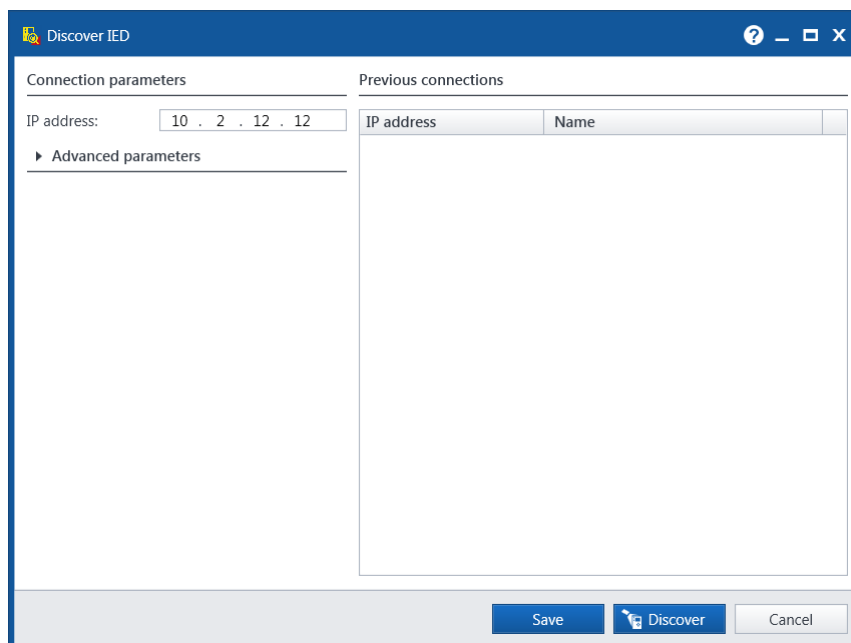 Discover IED
Connection parameters
IP address: 10 . 2 . 12 . 12
Advanced parameters
Previous connections
IP address Name
Save Discover Cancel